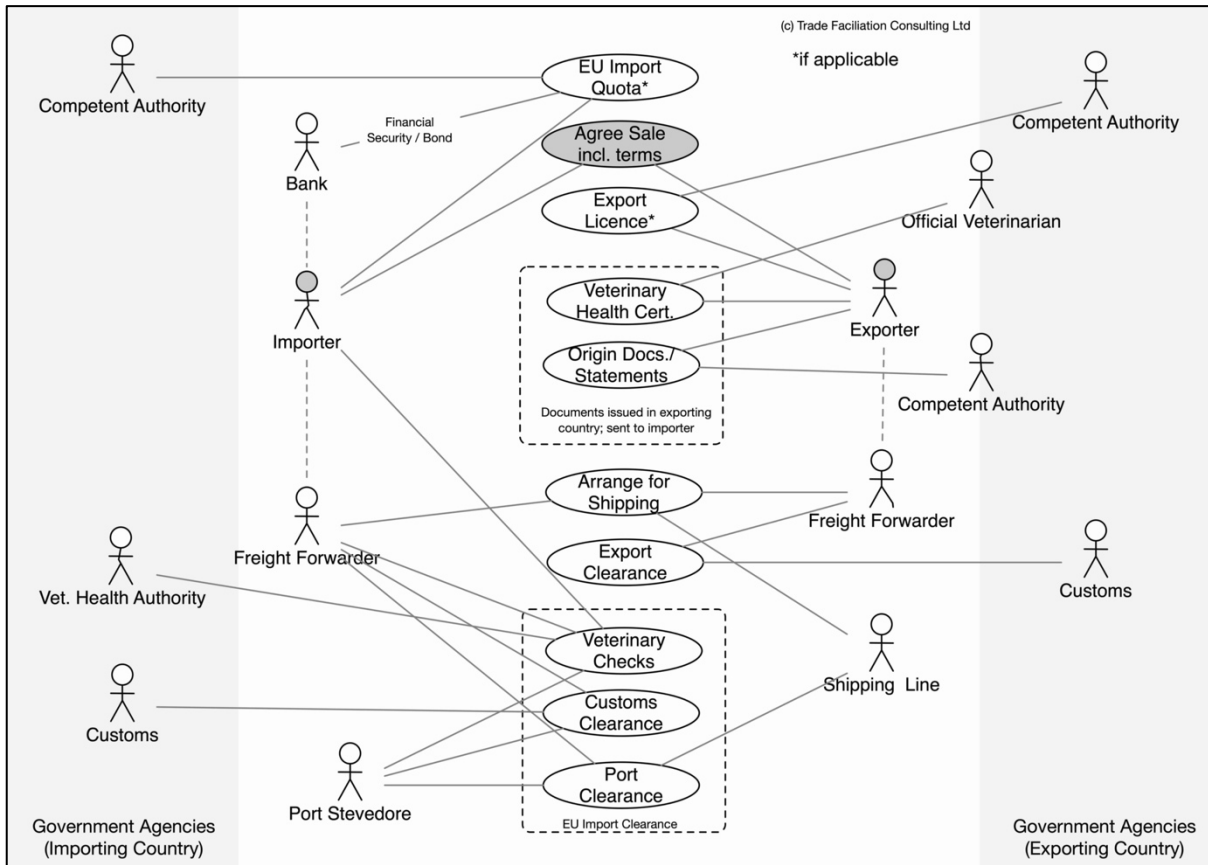 (c) Trade Faciliation Consulting Ltd
*if applicable
EU Import
Quota*
Competent Authority
Financial
Security / Bond
Competent Authority
Agree Sale
incl. terms
Bank
Export
Licence*
Official Veterinarian
Veterinary
Health Cert.
Importer
Exporter
Origin Docs./
Statements
Competent Authority
Documents issued in exporting
country; sent to importer
Arrange for
Shipping
Freight Forwarder
Freight Forwarder
Export
Clearance
Vet. Health Authority
Customs
Veterinary
Checks
Shipping Line
Customs
Clearance
Customs
Port
Clearance
Port Stevedore
EU Import Clearance
Government Agencies
(Importing Country)
Government Agencies
(Exporting Country)